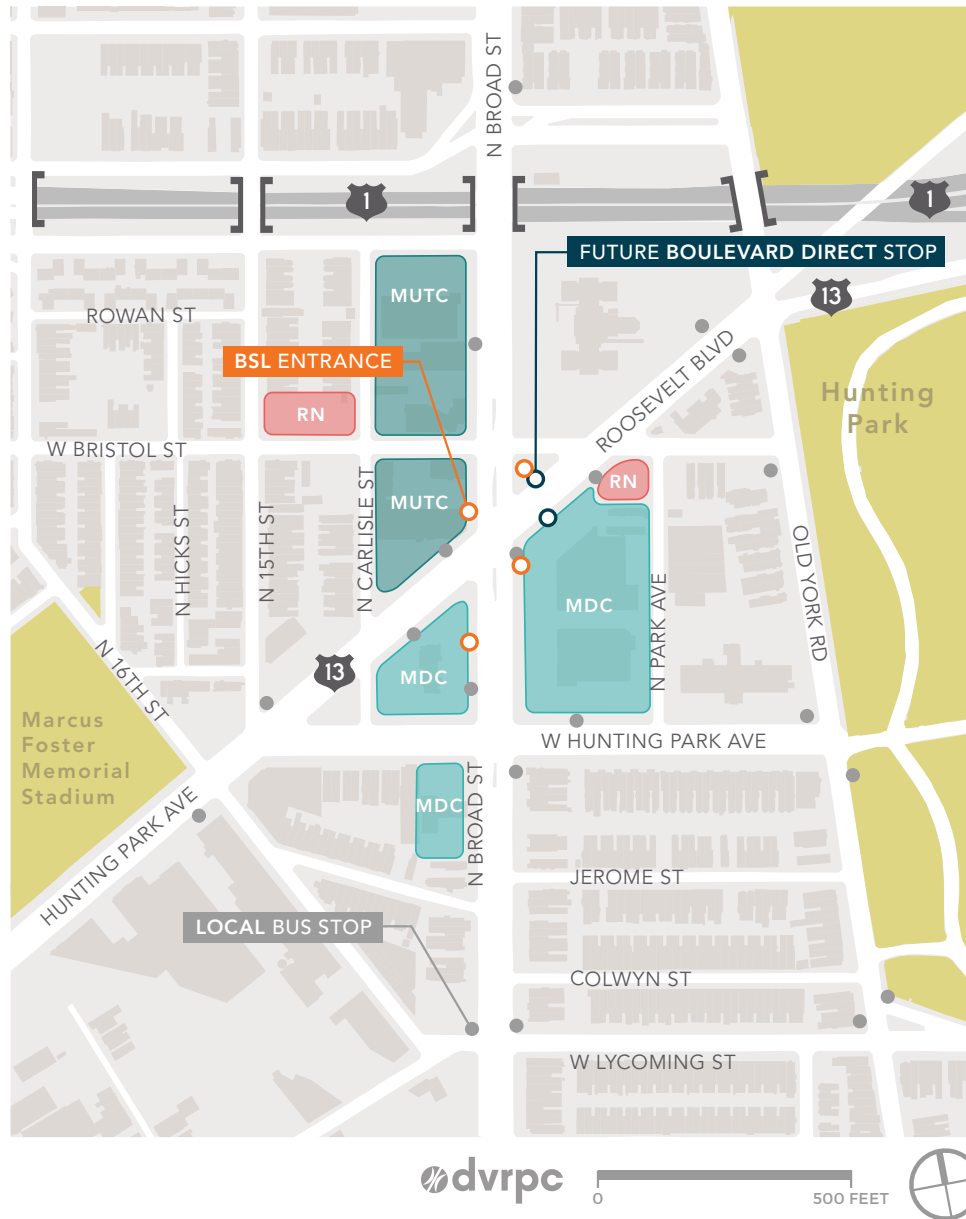 N BROAD ST
1
1
FUTURE BOULEVARD DIRECT STOP
MUTC
13
ROWAN ST
BSL ENTRANCE
ROOSEVELT BLVD
Hunting
Park
RN
W BRISTOL ST
RN
MUTC
N HICKS ST
N 15TH ST
N CARLISLE ST
OLD YORK RD
MDC
N PARK AVE
N 16TH ST
13
MDC
Marcus
Foster
Memorial
Stadium
W HUNTING PARK AVE
MDC
N BROAD ST
HUNTING PARK AVE
JEROME ST
LOCAL BUS STOP
COLWYN ST
W LYCOMING ST
dvrpc
0
500 FEET